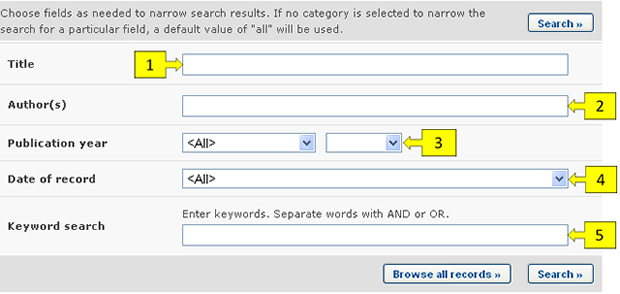 Choose fields as needed to narrow search results. If no category is selected to narrow the
search for a particular field, a default value of "all" will be used.
Search »
Title
1
Author(s)
2
Publication year
<All>
3
Date of record
<All>
4
Enter keywords. Separate words with AND or OR.
Keyword search
5
Browse all records »
Search »